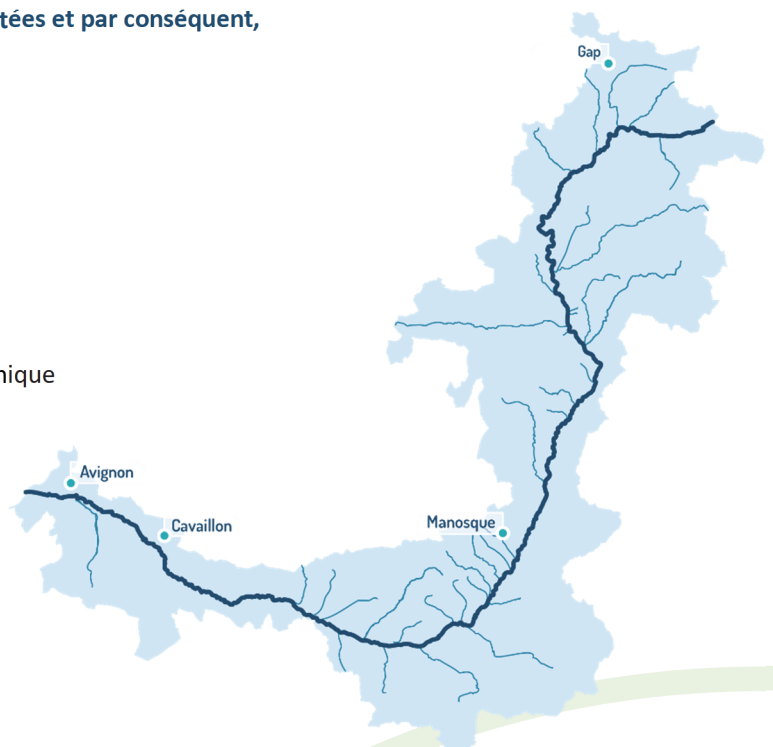 tées et par conséquent,
Gap
nique
Avignon
Cavaillon
Manosque